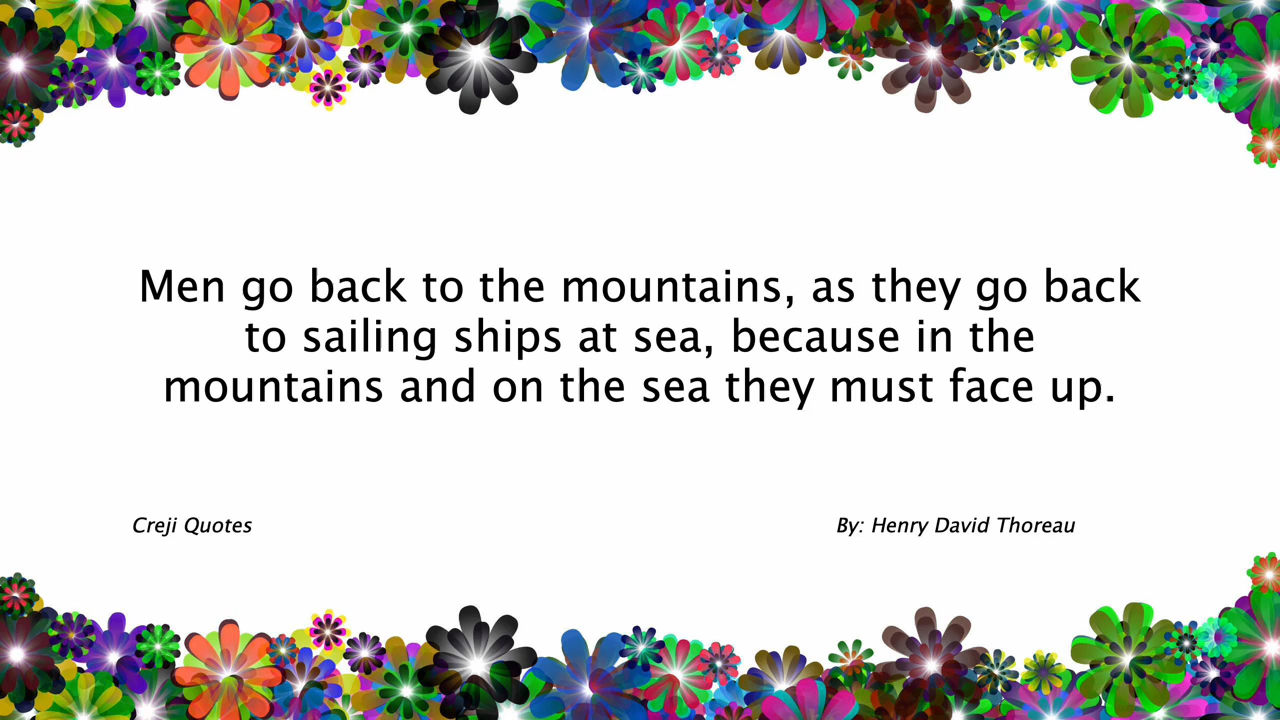 Men go back to the mountains, as they go back
to sailing ships at sea, because in the
mountains and on the sea they must face up.
Creji Quotes
By: Henry David Thoreau